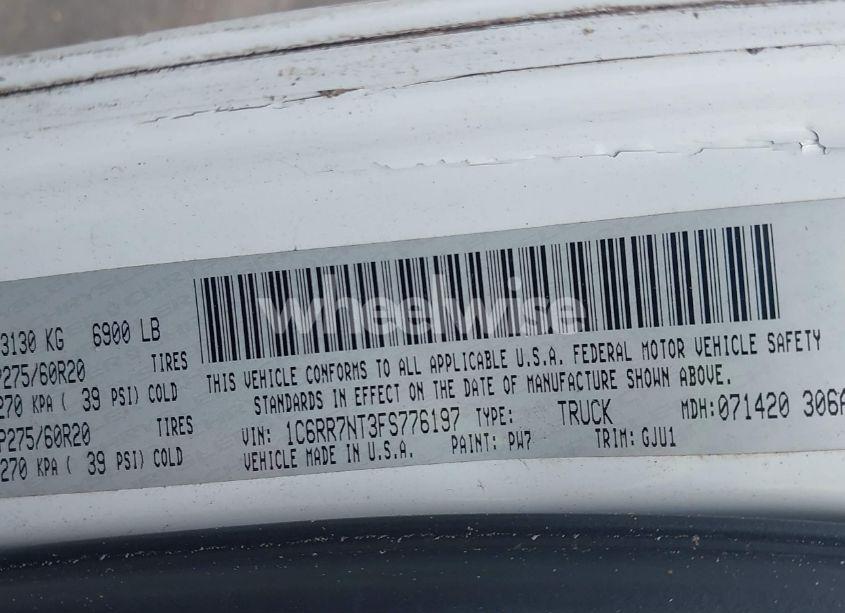 3130 KG 6900 LB
P275/60R20 TIRES
270 KPA ( 39 PSI) COLD
P275/60R20 TIRES
270 KPA ( 39 PSI) COLD
wheelwise
THIS VEHICLE CONFORMS TO ALL APPLICABLE U.S.A. FEDERAL MOTOR VEHICLE SAFETY
STANDARDS IN EFFECT ON THE DATE OF MANUFACTURE SHOWN ABOVE.
VIN: 1C6RR7NT3FS776197 TYPE: TRUCK MDH:071420 306A
VEHICLE MADE IN U.S.A. PAINT: PW7 TRIM: GJU1